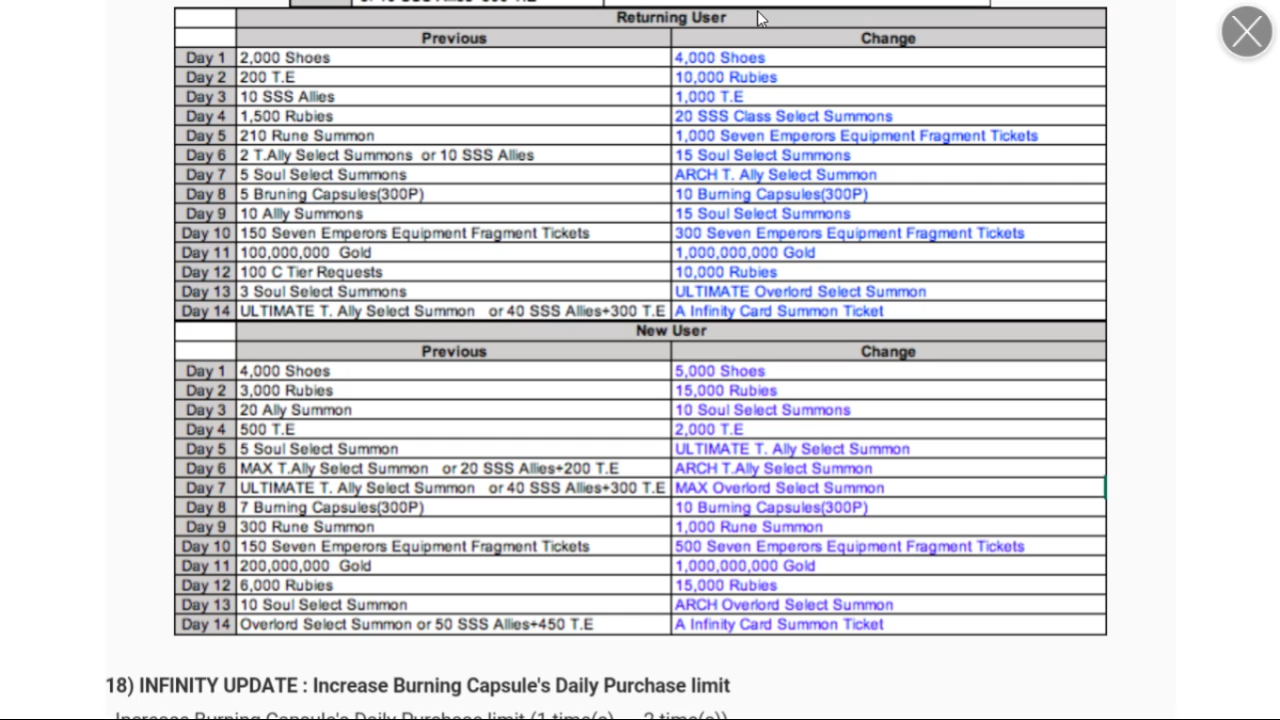 Returning User
Previous Change
Day 1 2,000 Shoes 4,000 Shoes
Day 2 200 T.E 10,000 Rubies
Day 3 10 SSS Allies 1,000 T.E
Day 4 1,500 Rubies 20 SSS Class Select Summons
Day 5 210 Rune Summon 1,000 Seven Emperors Equipment Fragment Tickets
Day 6 2 T.Ally Select Summons or 10 SSS Allies 15 Soul Select Summons
Day 7 5 Soul Select Summons ARCH T. Ally Select Summon
Day 8 5 Bruning Capsules(300P) 10 Burning Capsules(300P)
Day 9 10 Allly Summons 15 Soul Select Summons
Day 10 150 Seven Emperors Equipment Fragment Tickets 300 Seven Emperors Equipment Fragment Tickets
Day 11 100,000,000 Gold 1,000,000,000 Gold
Day 12 100 C Tier Requests 10,000 Rubies
Day 13 3 Soul Select Summons ULTIMATE Overlord Select Summon
Day 14 ULTIMATE T. Ally Select Summon or 40 SSS Allies+300 T.E A Infinity Card Summon Ticket
New User
Previous Change
Day 1 4,000 Shoes 5,000 Shoes
Day 2 3,000 Rubies 15,000 Rubies
Day 3 20 Ally Summon 10 Soul Select Summons
Day 4 500 T.E 2,000 T.E
Day 5 5 Soul Select Summon ULTIMATE T. Ally Select Summon
Day 6 MAX T.Ally Select Summon or 20 SSS Allies+200 T.E ARCH T.Ally Select Summon
Day 7 ULTIMATE T. Ally Select Summon or 40 SSS Allies+300 T.E MAX Overlord Select Summon
Day 8 7 Burning Capsules(300P) 10 Burning Capsules(300P)
Day 9 300 Rune Summon 1,000 Rune Summon
Day 10 150 Seven Emperors Equipment Fragment Tickets 500 Seven Emperors Equipment Fragment Tickets
Day 11 200,000,000 Gold 1,000,000,000 Gold
Day 12 6,000 Rubies 15,000 Rubies
Day 13 10 Soul Select Summon ARCH Overlord Select Summon
Day 14 Overlord Select Summon or 50 SSS Allies+450 T.E A Infinity Card Summon Ticket
18) INFINITY UPDATE : Increase Burning Capsule's Daily Purchase limit
Increase Burning Capsule's Daily Purchase limit (1 time(s)